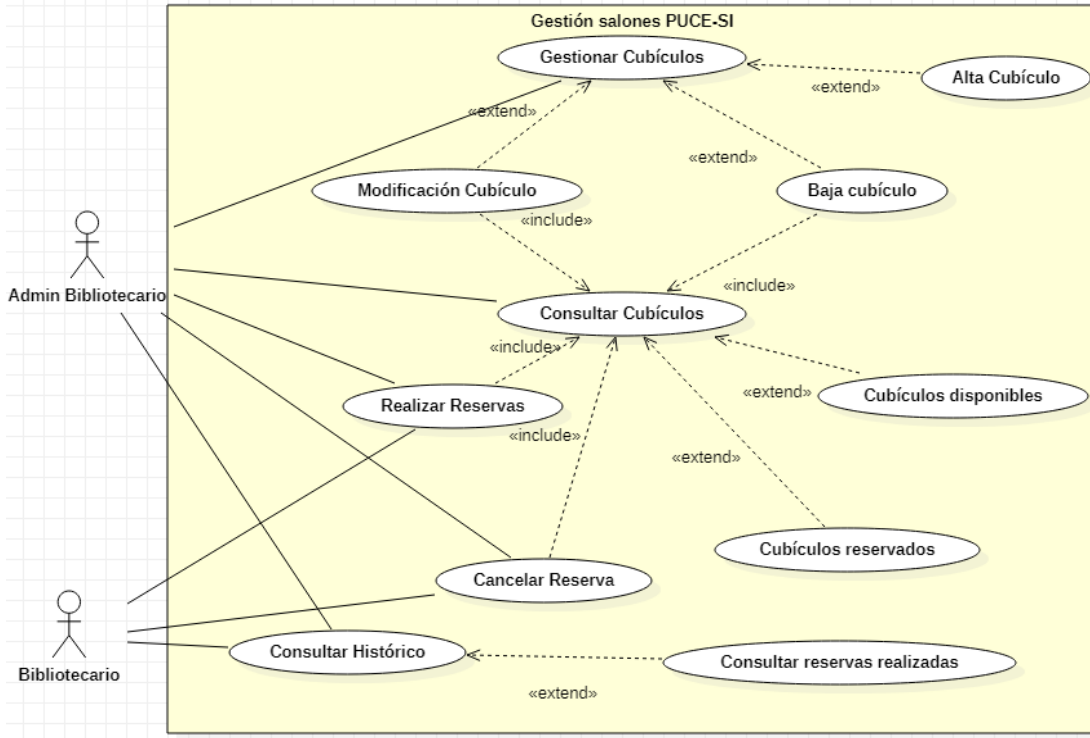 Gestión salones PUCE-SI
Gestionar Cubículos
Alta Cubículo
«extend»
«extend»
«extend»
Modificación Cubículo
Baja cubículo
«include»
«include»
Admin Bibliotecario
Consultar Cubículos
«include»
Cubículos disponibles
«extend»
Realizar Reservas
«include»
«extend»
Cubículos reservados
Cancelar Reserva
Consultar Histórico
Consultar reservas realizadas
Bibliotecario
«extend»